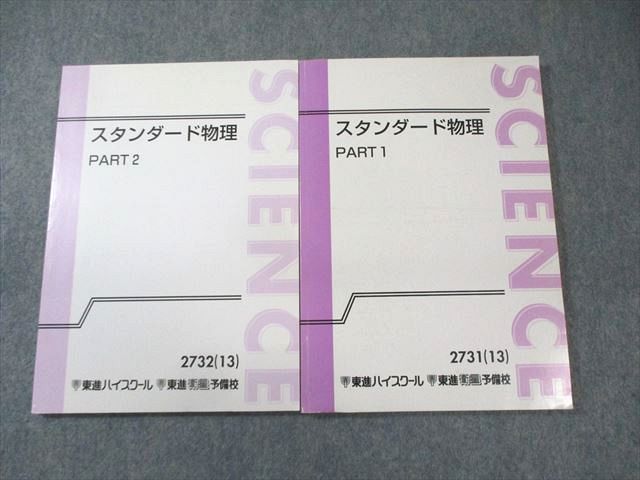 スタンダード物理
PART 2
SCIENCE
2732(13)
東進ハイスクール 東進衛星予備校
スタンダード物理
PART 1
SCIENCE
2731(13)
東進ハイスクール 東進衛星予備校